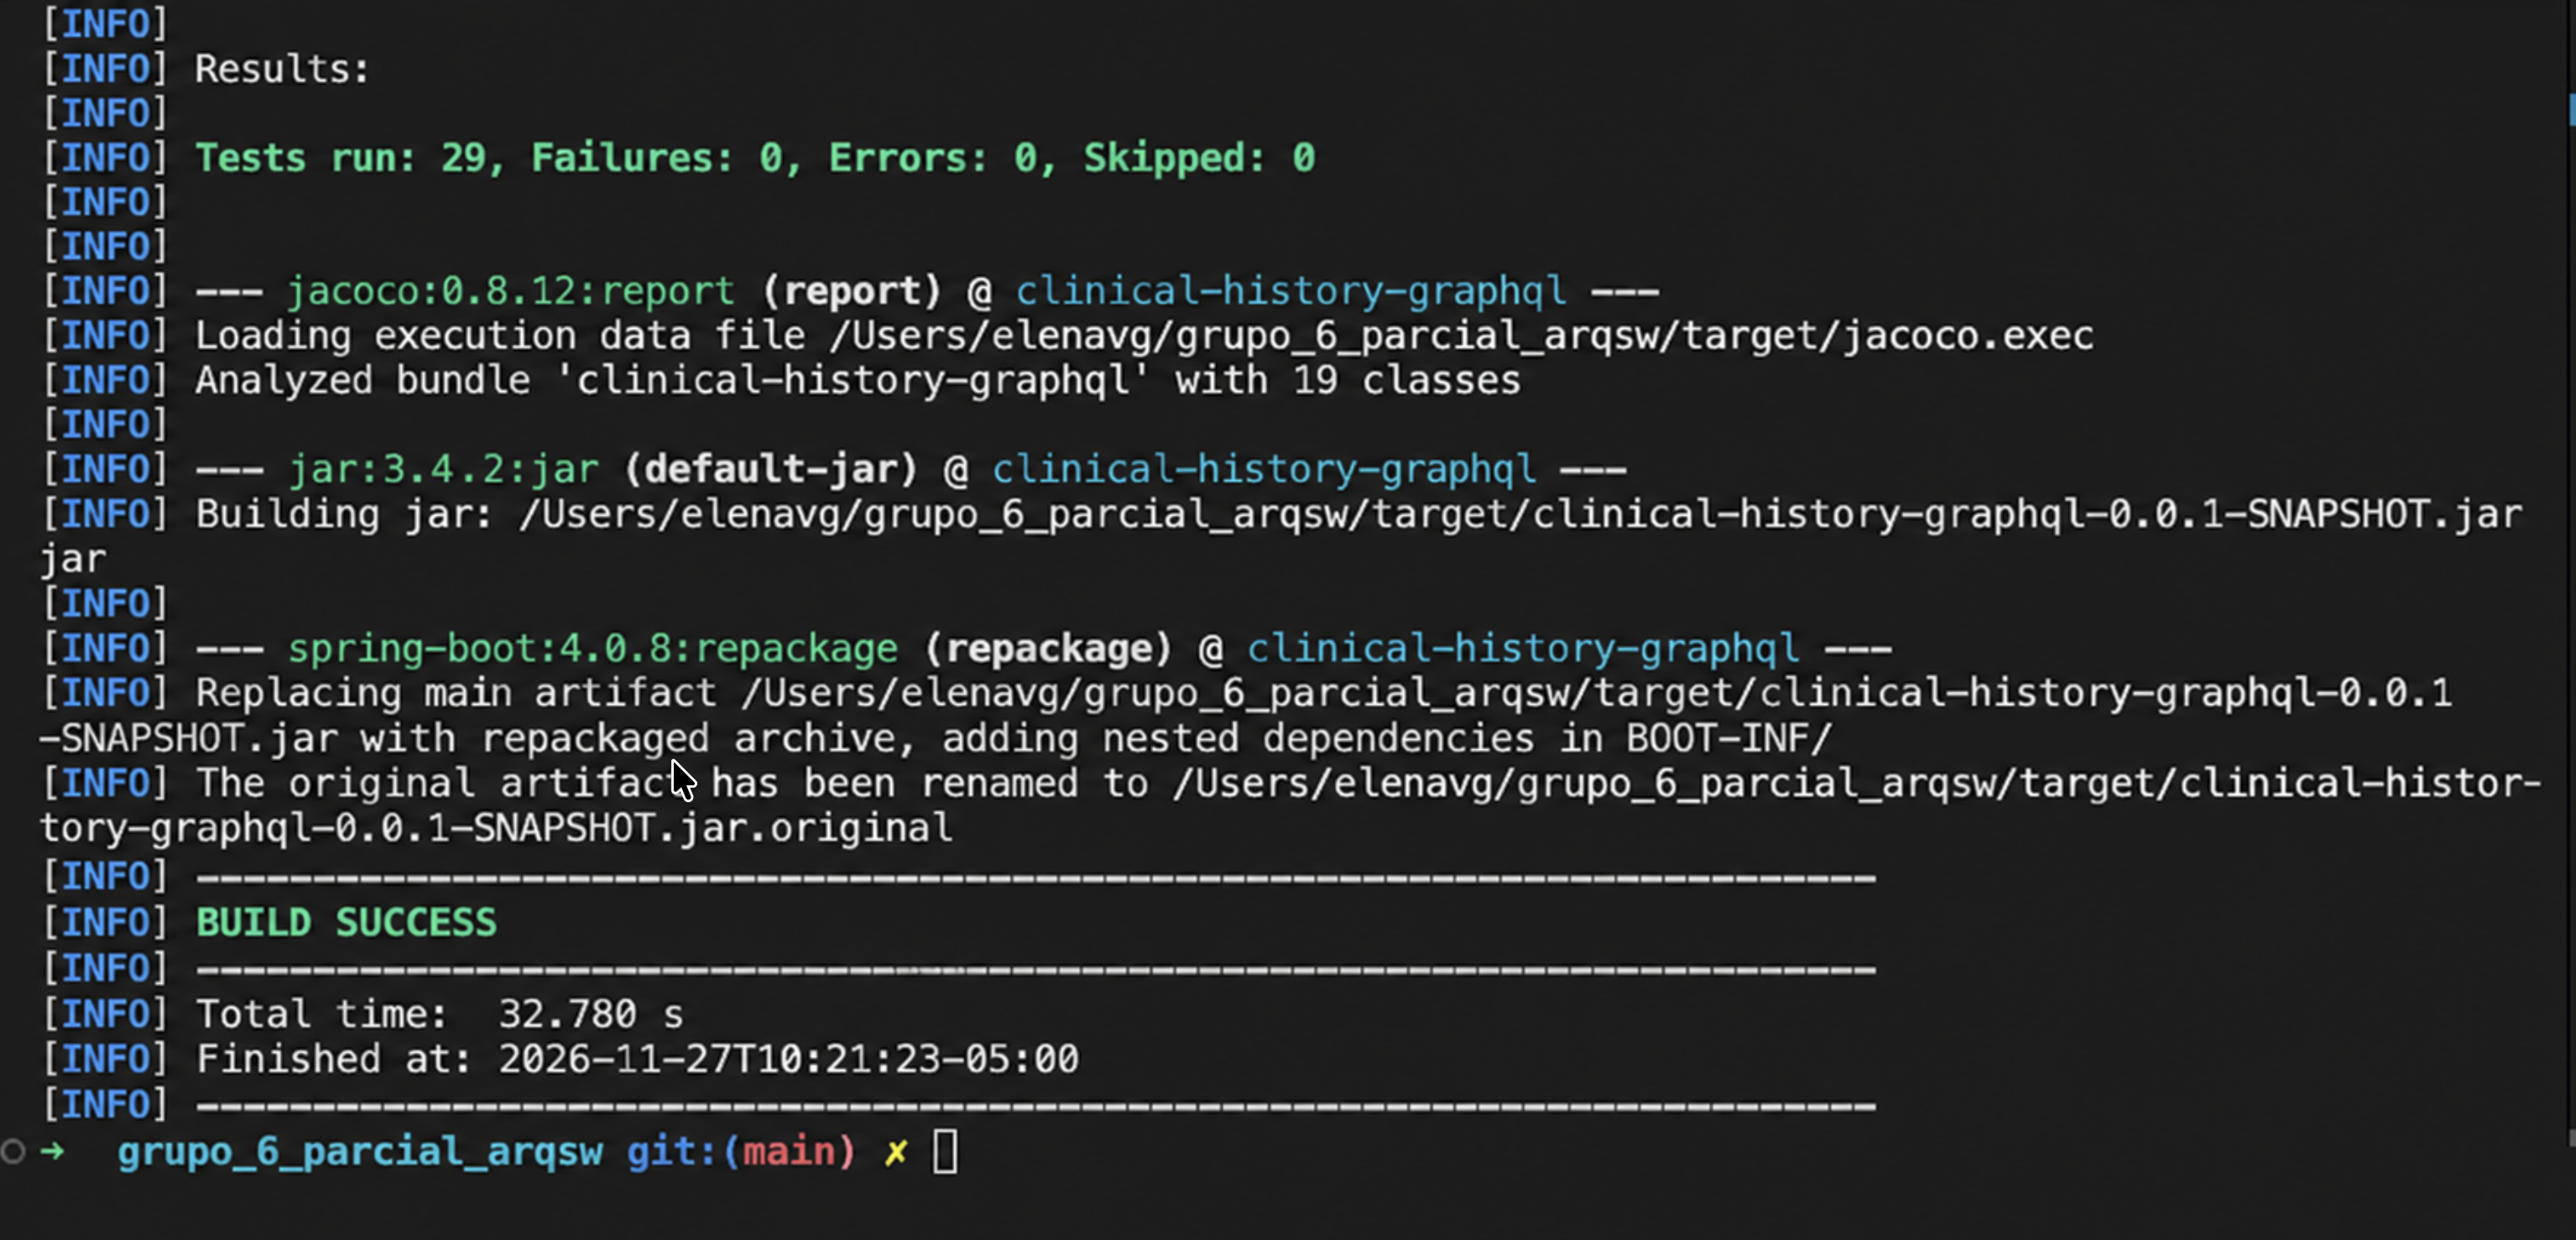 [INFO]
[INFO] Results:
[INFO]
[INFO] Tests run: 29, Failures: 0, Errors: 0, Skipped: 0
[INFO]
[INFO]
[INFO] --- jacoco:0.8.12:report (report) @ clinical-history-graphql ---
[INFO] Loading execution data file /Users/elenavg/grupo_6_parcial_arqsw/target/jacoco.exec
[INFO] Analyzed bundle 'clinical-history-graphql' with 19 classes
[INFO]
[INFO] --- jar:3.4.2:jar (default-jar) @ clinical-history-graphql ---
[INFO] Building jar: /Users/elenavg/grupo_6_parcial_arqsw/target/clinical-history-graphql-0.0.1-SNAPSHOT.jar
jar
[INFO]
[INFO] --- spring-boot:4.0.8:repackage (repackage) @ clinical-history-graphql ---
[INFO] Replacing main artifact /Users/elenavg/grupo_6_parcial_arqsw/target/clinical-history-graphql-0.0.1
-SNAPSHOT.jar with repackaged archive, adding nested dependencies in BOOT-INF/
[INFO] The original artifact has been renamed to /Users/elenavg/grupo_6_parcial_arqsw/target/clinical-histor-
tory-graphql-0.0.1-SNAPSHOT.jar.original
[INFO] ------------------------------------------------------------------------
[INFO] BUILD SUCCESS
[INFO] ------------------------------------------------------------------------
[INFO] Total time:  32.780 s
[INFO] Finished at: 2026-11-27T10:21:23-05:00
[INFO] ------------------------------------------------------------------------
→ grupo_6_parcial_arqsw git:(main) ✗